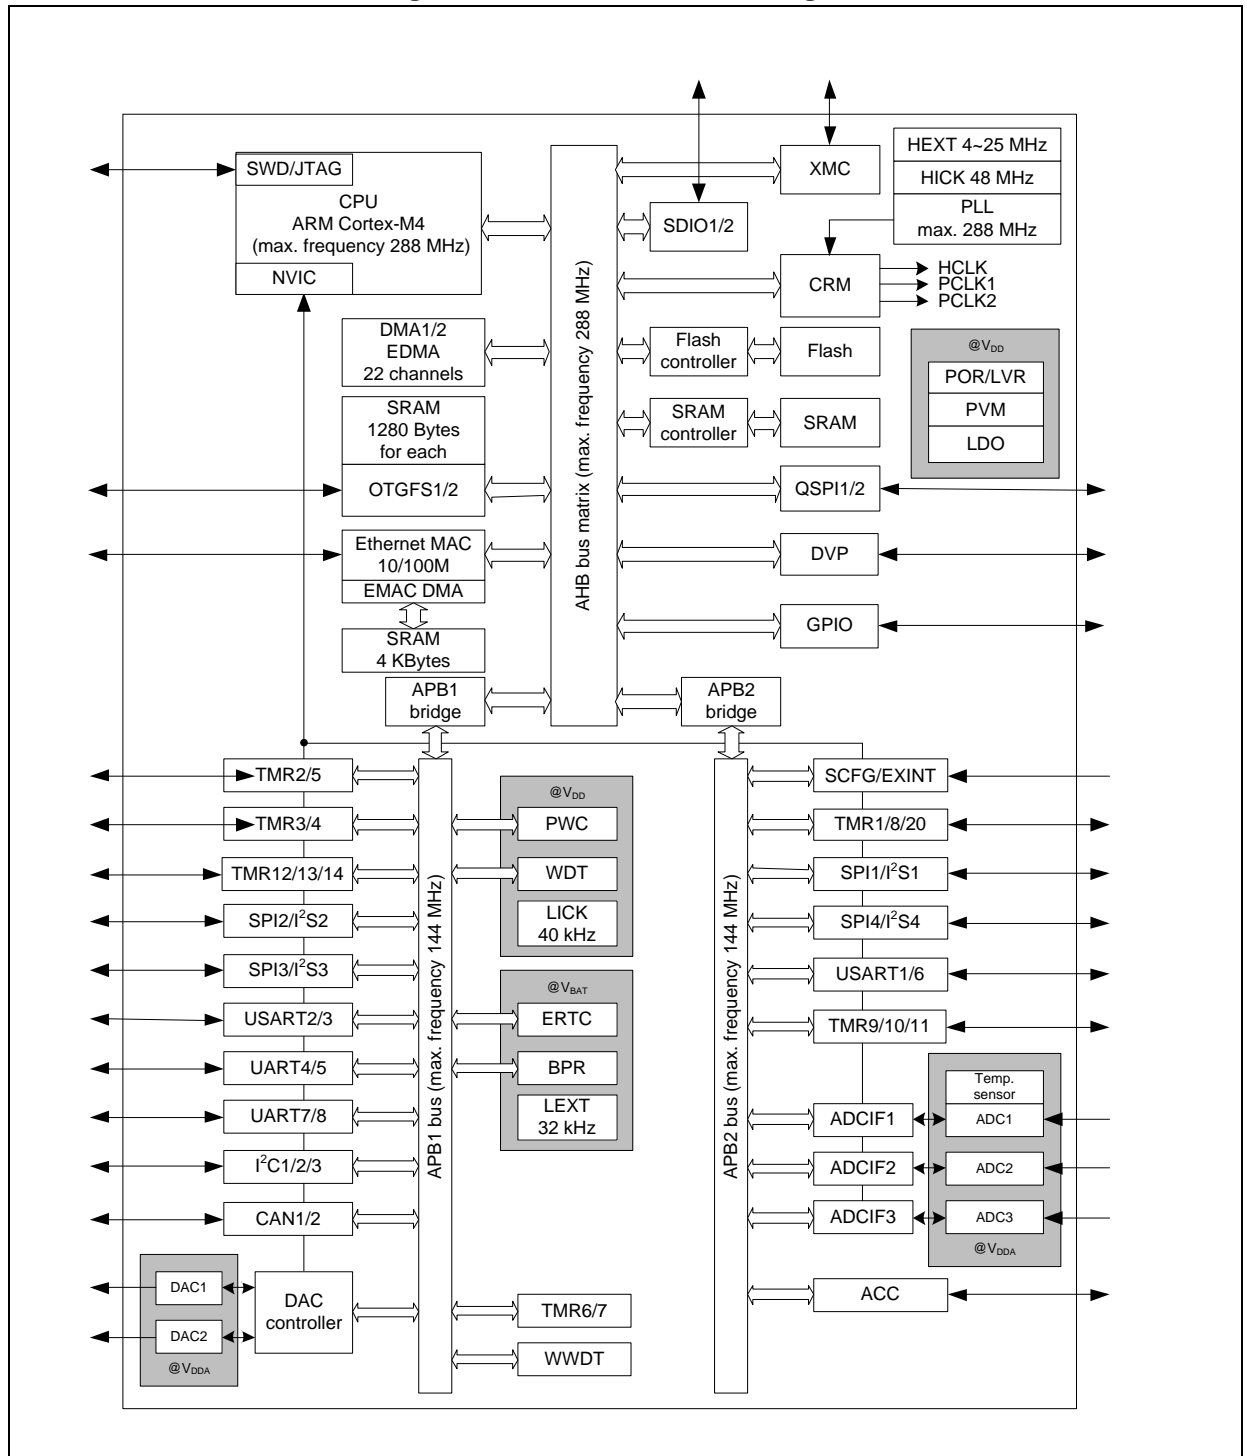 SWD/JTAG
CPU
ARM Cortex-M4
(max. frequency 288 MHz)
NVIC
DMA1/2
EDMA
22 channels
SRAM
1280 Bytes
for each
OTGFS1/2
Ethernet MAC
10/100M
EMAC DMA
SRAM
4 KBytes
APB1
bridge
AHB bus matrix (max. frequency 288 MHz)
XMC
SDIO1/2
HEXT 4~25 MHz
HICK 48 MHz
PLL
max. 288 MHz
CRM
HCLK
PCLK1
PCLK2
Flash
controller
Flash
SRAM
controller
SRAM
@VDD
POR/LVR
PVM
LDO
QSPI1/2
DVP
GPIO
APB2
bridge
TMR2/5
TMR3/4
TMR12/13/14
SPI2/I²S2
SPI3/I²S3
USART2/3
UART4/5
UART7/8
I²C1/2/3
CAN1/2
DAC1
DAC2
@VDDA
DAC
controller
APB1 bus (max. frequency 144 MHz)
@VDD
PWC
WDT
LICK
40 kHz
@VBAT
ERTC
BPR
LEXT
32 kHz
TMR6/7
WWDT
APB2 bus (max. frequency 144 MHz)
SCFG/EXINT
TMR1/8/20
SPI1/I²S1
SPI4/I²S4
USART1/6
TMR9/10/11
ADCIF1
ADCIF2
ADCIF3
Temp.
sensor
ADC1
ADC2
ADC3
@VDDA
ACC